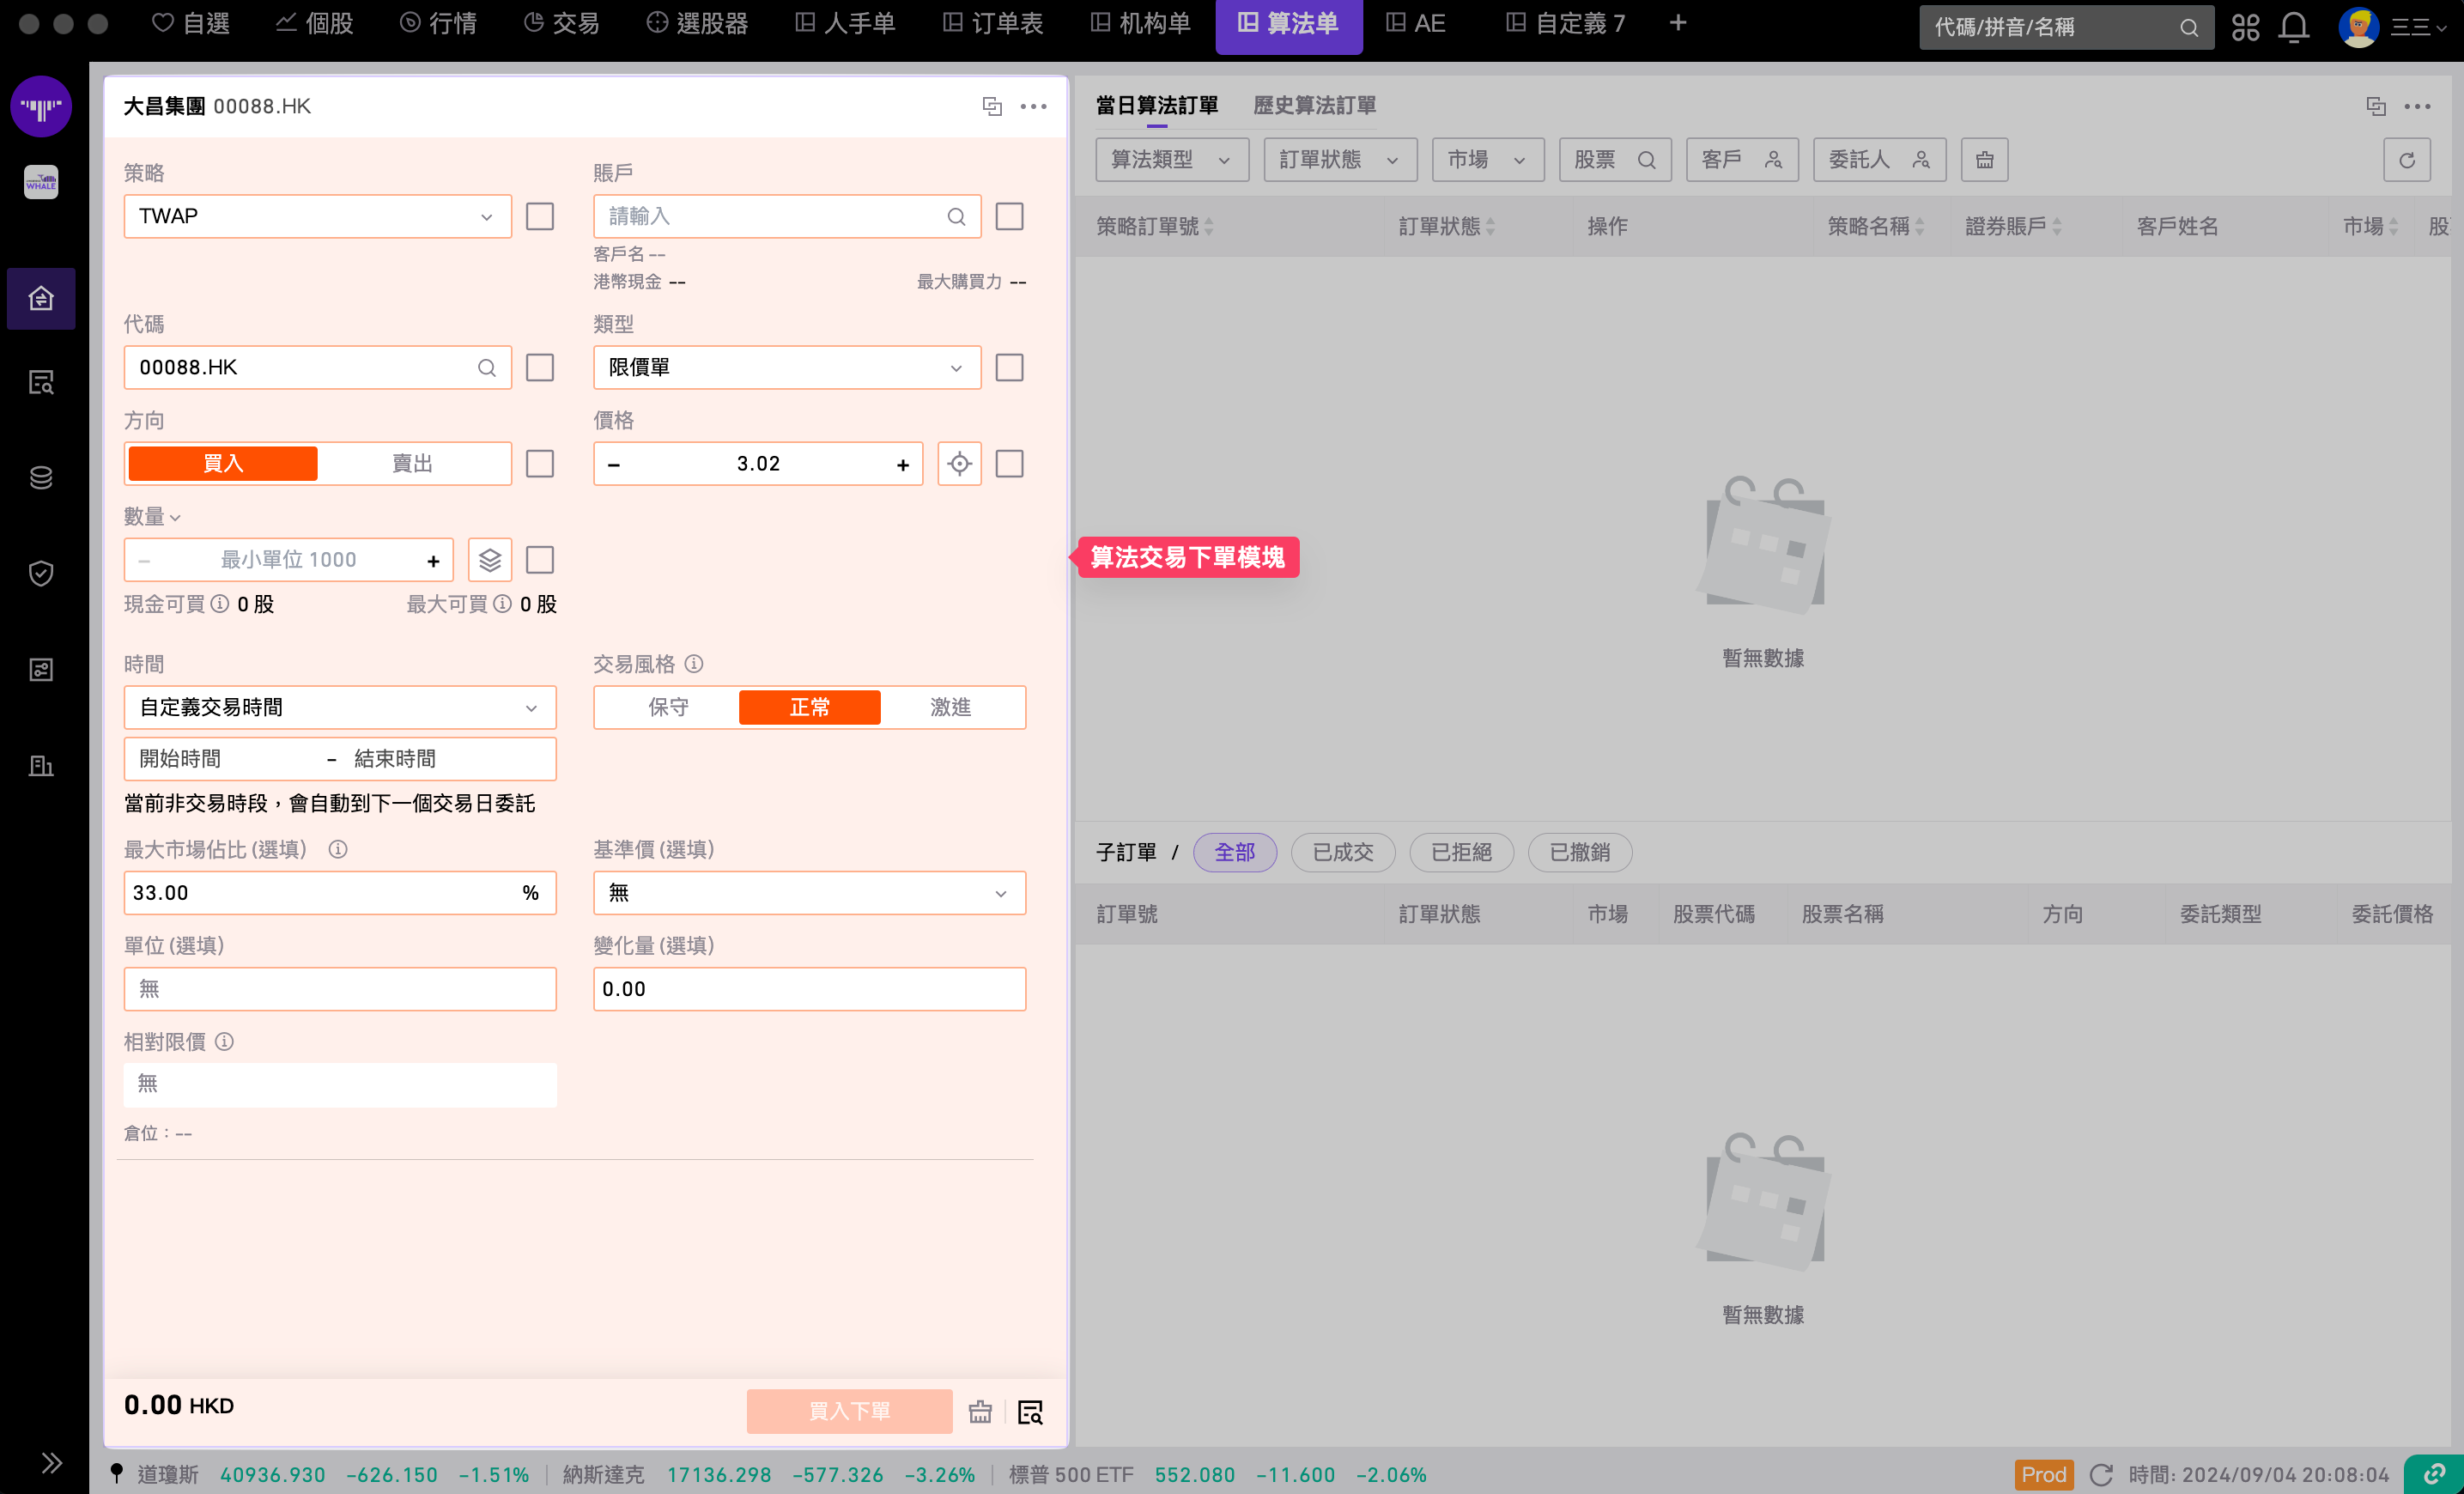 自選 個股 行情 交易 選股器 人手单 订单表 机构单 算法单 AE 自定義 7 +
代碼/拼音/名稱 三三
WHALE
大昌集團 00088.HK
策略 賬戶
TWAP 請輸入
客戶名 --
港幣現金 -- 最大購買力 --
代碼 類型
00088.HK 限價單
方向 價格
買入 賣出 – 3.02 +
數量
– 最小單位 1000 +
現金可買 0 股 最大可買 0 股
時間 交易風格
自定義交易時間 保守 正常 激進
開始時間 – 結束時間
當前非交易時段，會自動到下一個交易日委託
最大市場佔比 (選填) 基準價 (選填)
33.00 % 無
單位 (選填) 變化量 (選填)
無 0.00
相對限價
無
倉位：--
0.00 HKD 買入下單
算法交易下單模塊
當日算法訂單 歷史算法訂單
算法類型 訂單狀態 市場 股票 客戶 委託人
策略訂單號 訂單狀態 操作 策略名稱 證券賬戶 客戶姓名 市場 股
暫無數據
子訂單 / 全部 已成交 已拒絕 已撤銷
訂單號 訂單狀態 市場 股票代碼 股票名稱 方向 委託類型 委託價格
暫無數據
道瓊斯 40936.930 -626.150 -1.51% 納斯達克 17136.298 -577.326 -3.26% 標普 500 ETF 552.080 -11.600 -2.06% Prod 時間: 2024/09/04 20:08:04